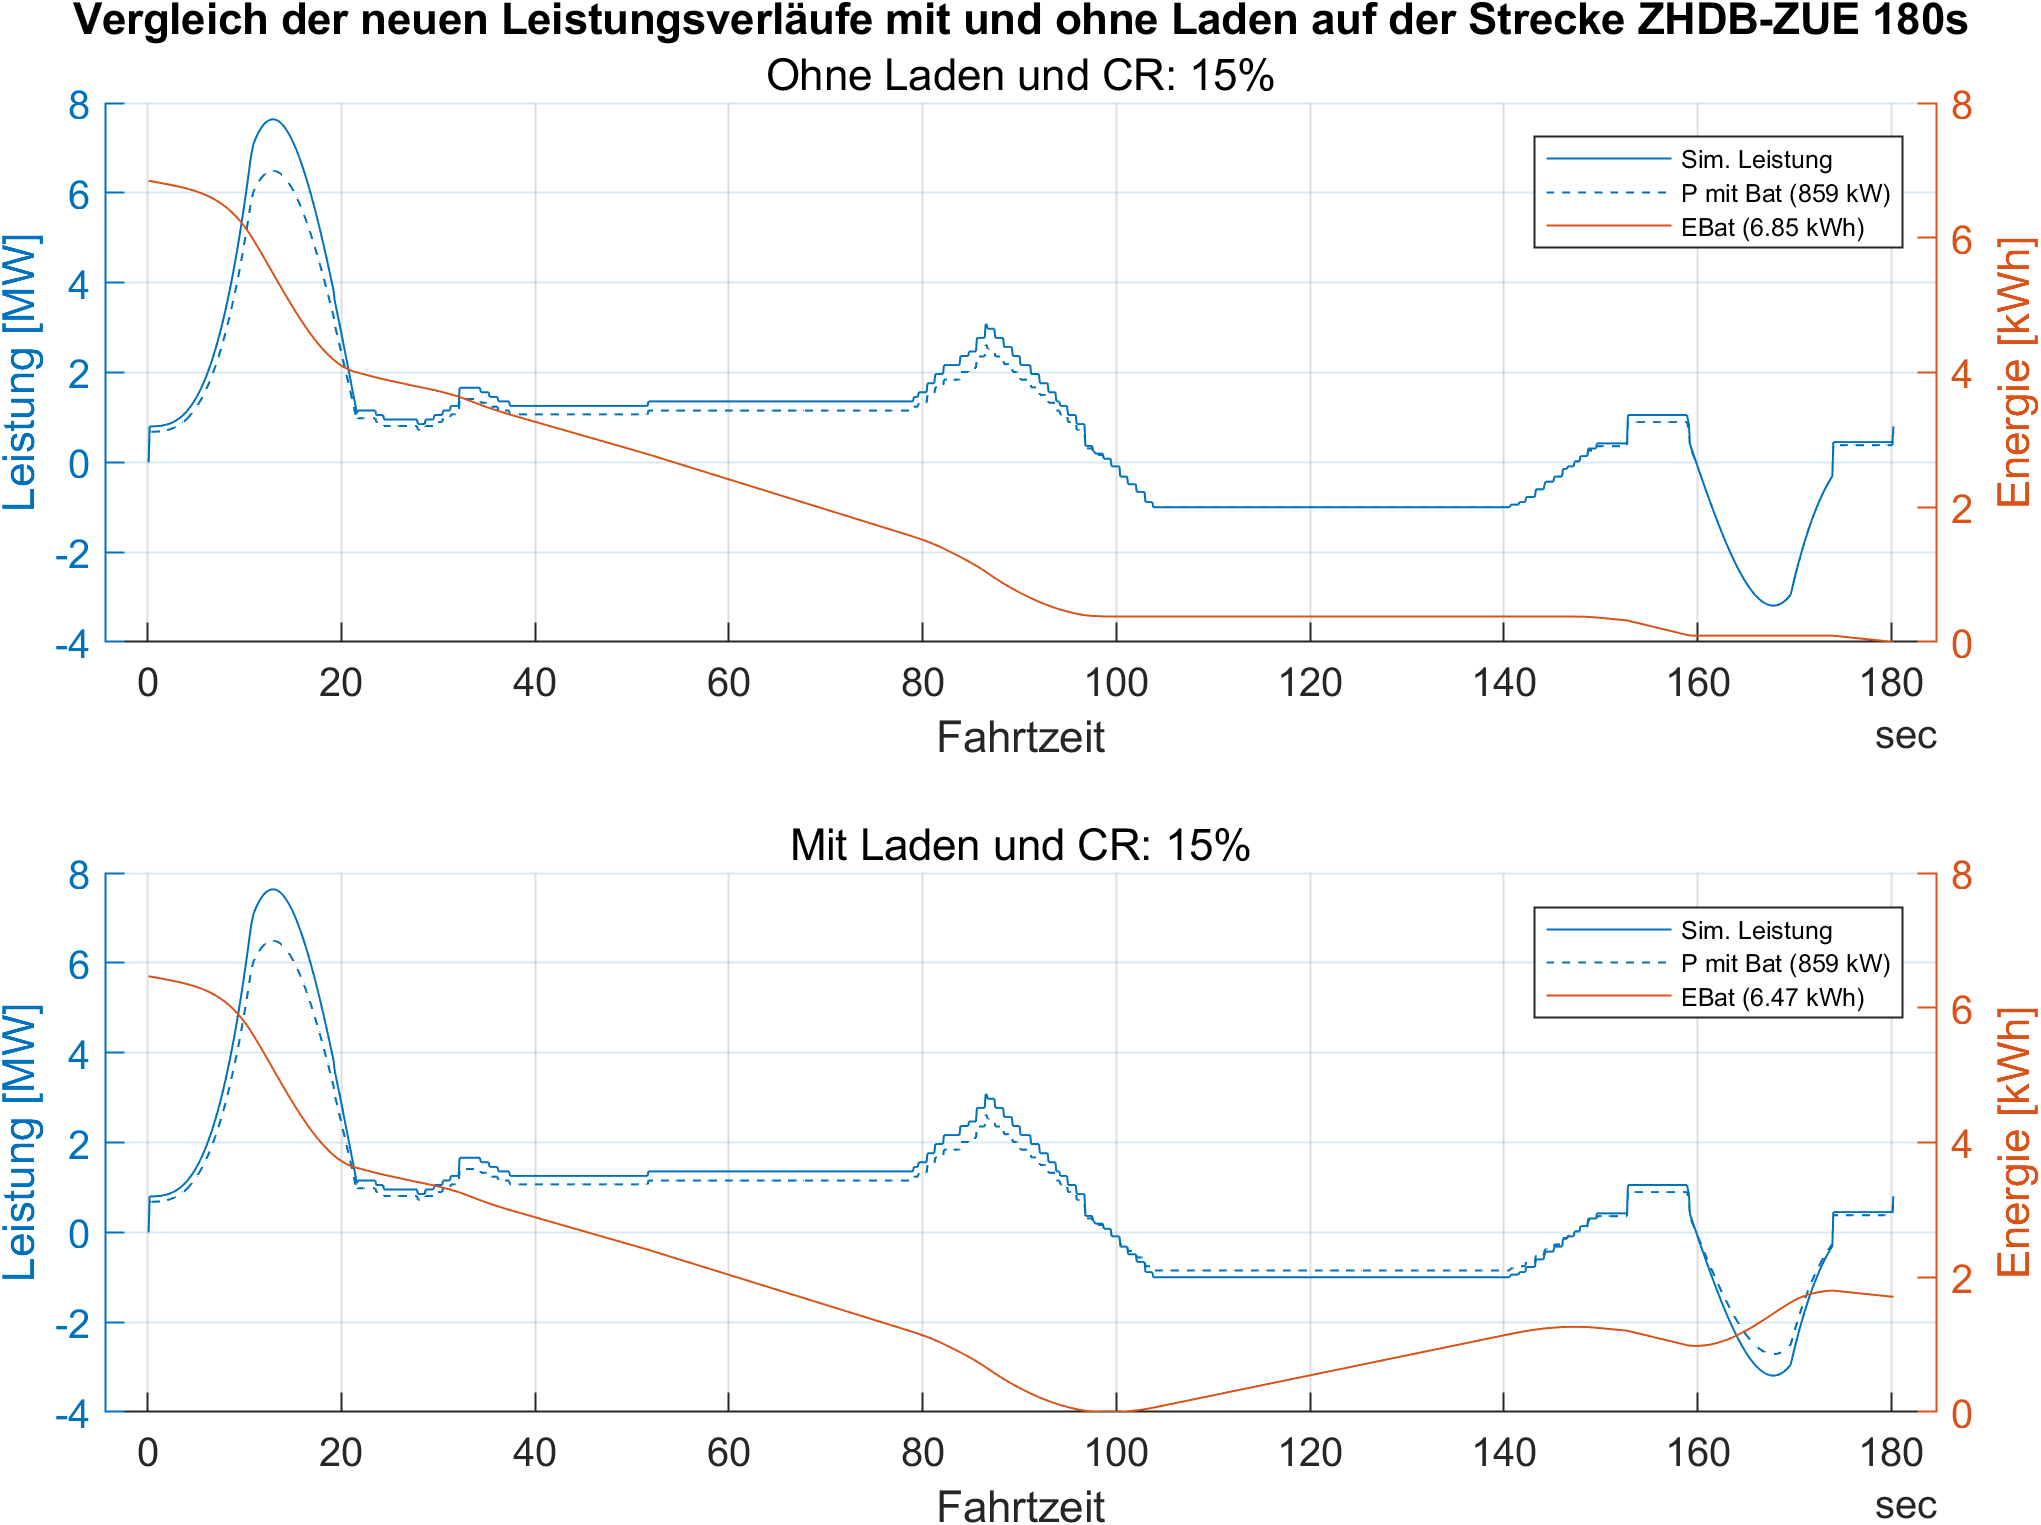 Vergleich der neuen Leistungsverläufe mit und ohne Laden auf der Strecke ZHDB-ZUE 180s
Ohne Laden und CR: 15%
Leistung [MW]
8
6
4
2
0
-2
-4
Sim. Leistung
P mit Bat (859 kW)
EBat (6.85 kWh)
8
6
4
2
0
Energie [kWh]
0 20 40 60 80 100 120 140 160 180
Fahrtzeit
sec
Mit Laden und CR: 15%
Leistung [MW]
8
6
4
2
0
-2
-4
Sim. Leistung
P mit Bat (859 kW)
EBat (6.47 kWh)
8
6
4
2
0
Energie [kWh]
0 20 40 60 80 100 120 140 160 180
Fahrtzeit
sec